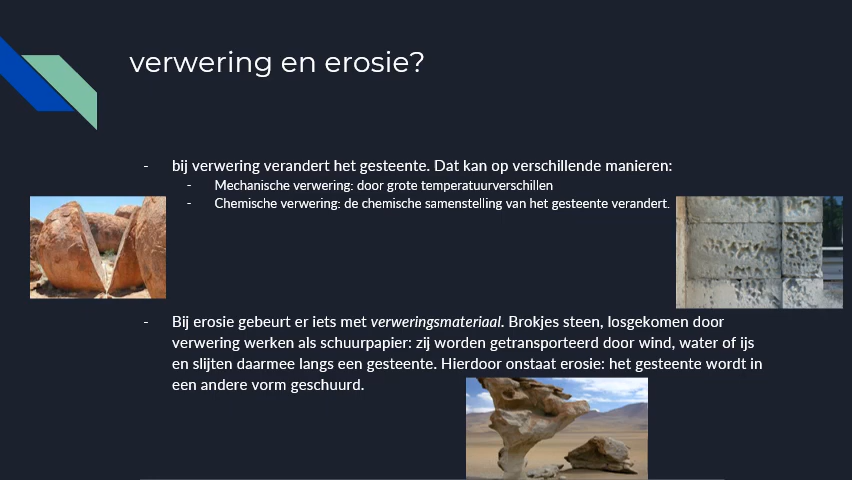 verwering en erosie?
- bij verwering verandert het gesteente. Dat kan op verschillende manieren:
- Mechanische verwering: door grote temperatuurverschillen
- Chemische verwering: de chemische samenstelling van het gesteente verandert.
- Bij erosie gebeurt er iets met verweringsmateriaal. Brokjes steen, losgekomen door
verwering werken als schuurpapier: zij worden getransporteerd door wind, water of ijs
en slijten daarmee langs een gesteente. Hierdoor onstaat erosie: het gesteente wordt in
een andere vorm geschuurd.